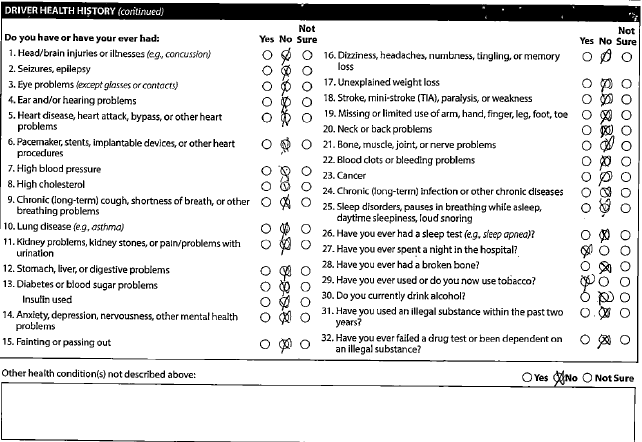 DRIVER HEALTH HISTORY (continued)
Do you have or have your ever had:
Yes No Not Sure
1. Head/brain injuries or illnesses (e.g., concussion)
2. Seizures, epilepsy
3. Eye problems (except glasses or contacts)
4. Ear and/or hearing problems
5. Heart disease, heart attack, bypass, or other heart
problems
6. Pacemaker, stents, implantable devices, or other heart
procedures
7. High blood pressure
8. High cholesterol
9. Chronic (long-term) cough, shortness of breath, or other
breathing problems
10. Lung disease (e.g., asthma)
11. Kidney problems, kidney stones, or pain/problems with
urination
12. Stomach, liver, or digestive problems
13. Diabetes or blood sugar problems
Insulin used
14. Anxiety, depression, nervousness, other mental health
problems
15. Fainting or passing out
Yes No Not Sure
16. Dizziness, headaches, numbness, tingling, or memory
loss
17. Unexplained weight loss
18. Stroke, mini-stroke (TIA), paralysis, or weakness
19. Missing or limited use of arm, hand, finger, leg, foot, toe
20. Neck or back problems
21. Bone, muscle, joint, or nerve problems
22. Blood clots or bleeding problems
23. Cancer
24. Chronic (long-term) infection or other chronic diseases
25. Sleep disorders, pauses in breathing while asleep,
daytime sleepiness, loud snoring
26. Have you ever had a sleep test (e.g., sleep apnea)?
27. Have you ever spent a night in the hospital?
28. Have you ever had a broken bone?
29. Have you ever used or do you now use tobacco?
30. Do you currently drink alcohol?
31. Have you used an illegal substance within the past two
years?
32. Have you ever failed a drug test or been dependent on
an illegal substance?
Other health condition(s) not described above:
Yes No Not Sure